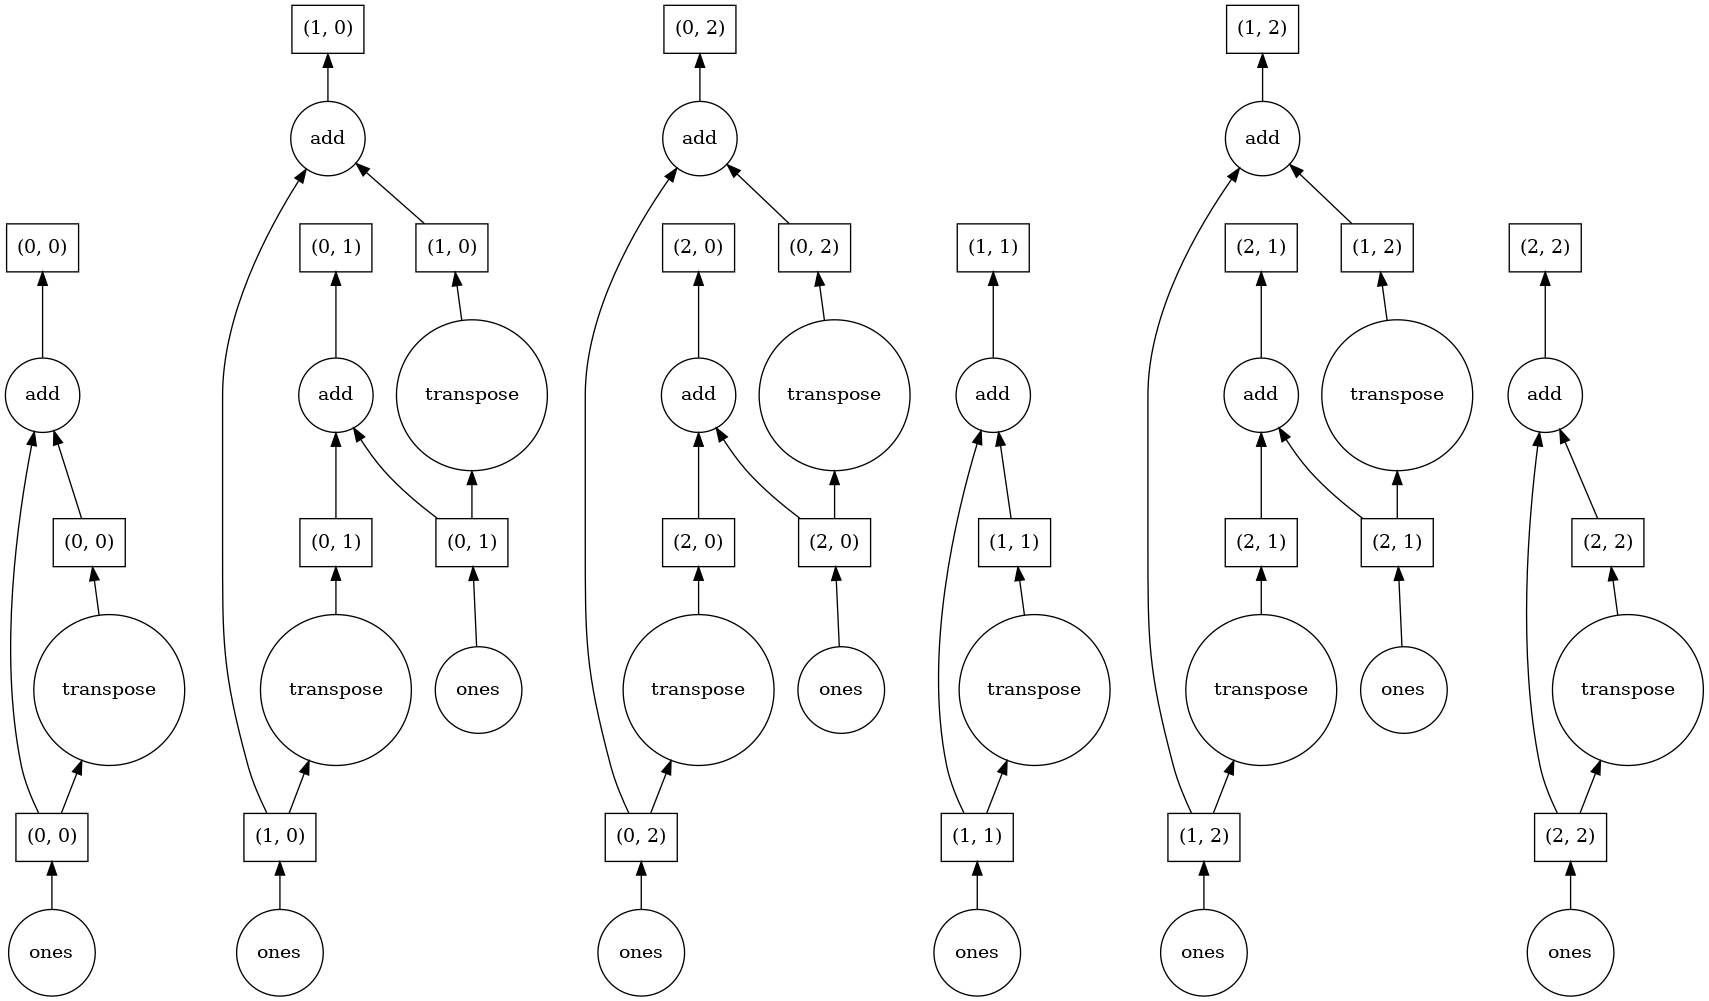 (1, 0)
(0, 2)
(1, 2)
add
add
add
(0, 0)
(0, 1)
(1, 0)
(2, 0)
(0, 2)
(1, 1)
(2, 1)
(1, 2)
(2, 2)
add
add
transpose
add
transpose
add
add
transpose
add
(0, 0)
(0, 1)
(0, 1)
(2, 0)
(2, 0)
(1, 1)
(2, 1)
(2, 1)
(2, 2)
transpose
transpose
ones
transpose
ones
transpose
transpose
ones
transpose
(0, 0)
(1, 0)
(0, 2)
(1, 1)
(1, 2)
(2, 2)
ones
ones
ones
ones
ones
ones